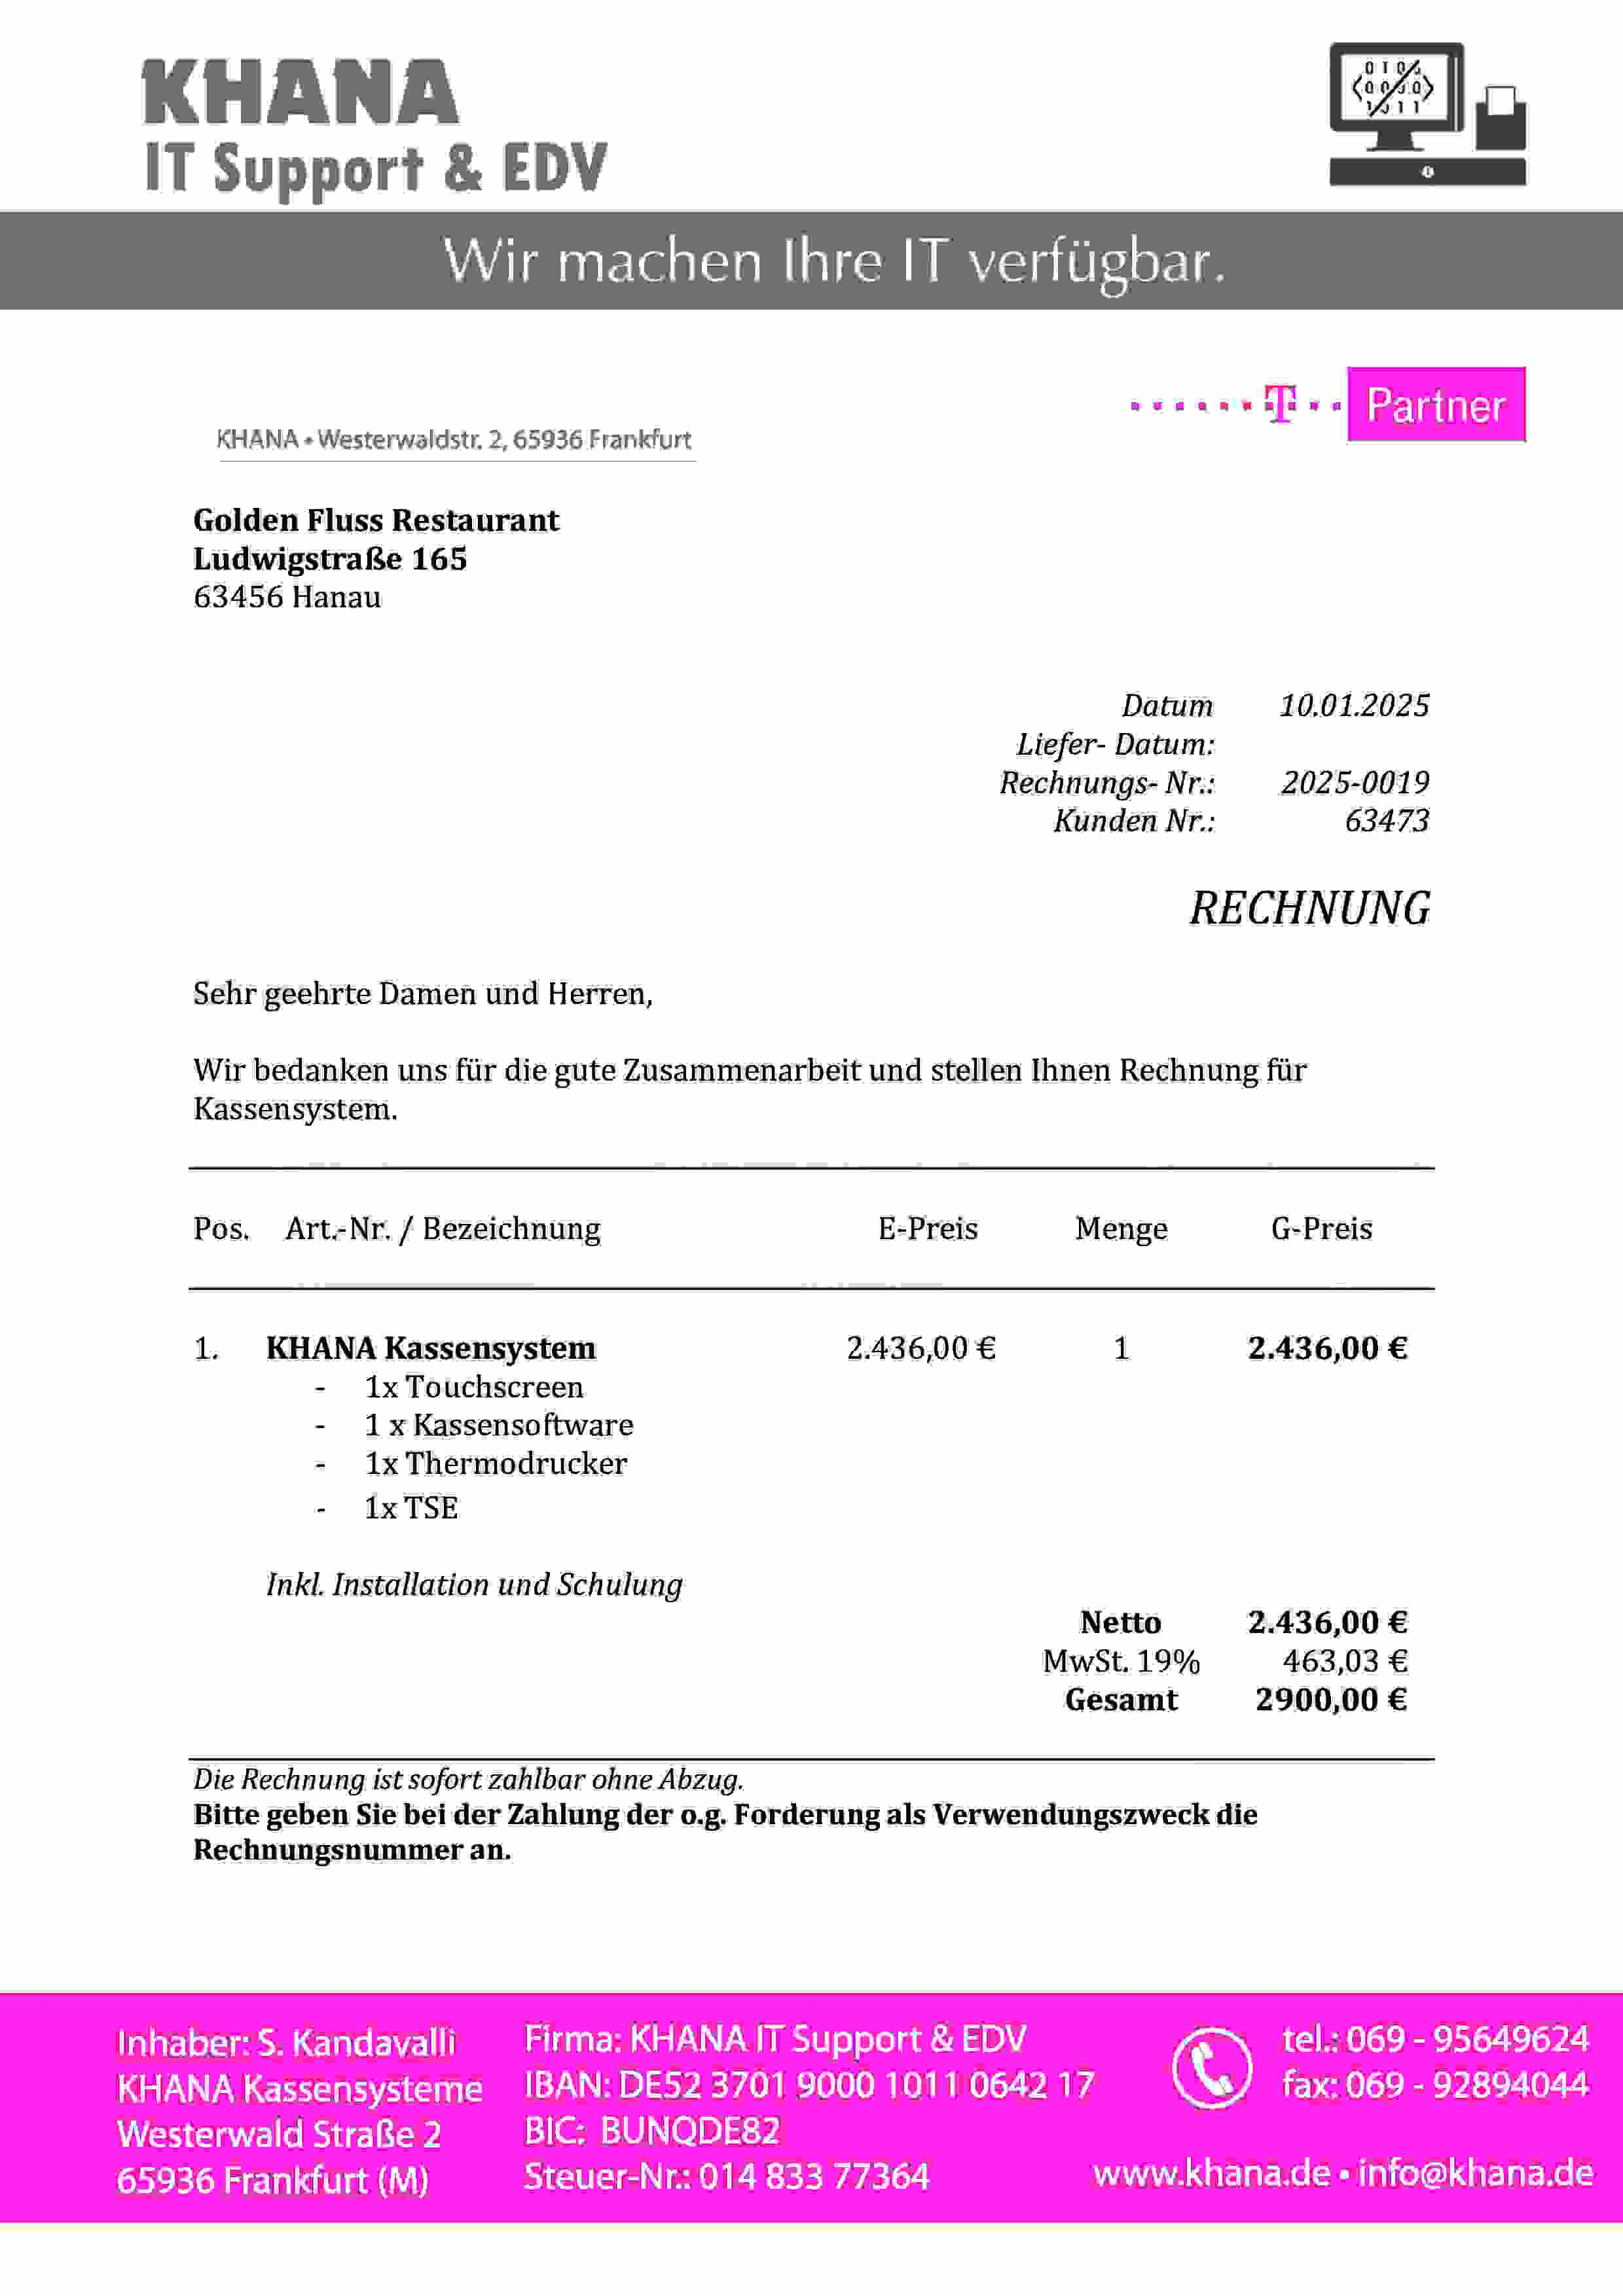 KHANA
IT Support & EDV
Wir machen Ihre IT verfügbar.
T Partner
KHANA • Westerwaldstr. 2, 65936 Frankfurt
Golden Fluss Restaurant
Ludwigstraße 165
63456 Hanau
Datum 10.01.2025
Liefer- Datum:
Rechnungs- Nr.: 2025-0019
Kunden Nr.: 63473
RECHNUNG
Sehr geehrte Damen und Herren,
Wir bedanken uns für die gute Zusammenarbeit und stellen Ihnen Rechnung für
Kassensystem.
Pos. Art.-Nr. / Bezeichnung E-Preis Menge G-Preis
1. KHANA Kassensystem 2.436,00 € 1 2.436,00 €
- 1x Touchscreen
- 1 x Kassensoftware
- 1x Thermodrucker
- 1x TSE
Inkl. Installation und Schulung
Netto 2.436,00 €
MwSt. 19% 463,03 €
Gesamt 2900,00 €
Die Rechnung ist sofort zahlbar ohne Abzug.
Bitte geben Sie bei der Zahlung der o.g. Forderung als Verwendungszweck die
Rechnungsnummer an.
Inhaber: S. Kandavalli
KHANA Kassensysteme
Westerwald Straße 2
65936 Frankfurt (M)
Firma: KHANA IT Support & EDV
IBAN: DE52 3701 9000 1011 0642 17
BIC: BUNQDE82
Steuer-Nr.: 014 833 77364
tel.: 069 - 95649624
fax: 069 - 92894044
www.khana.de • info@khana.de